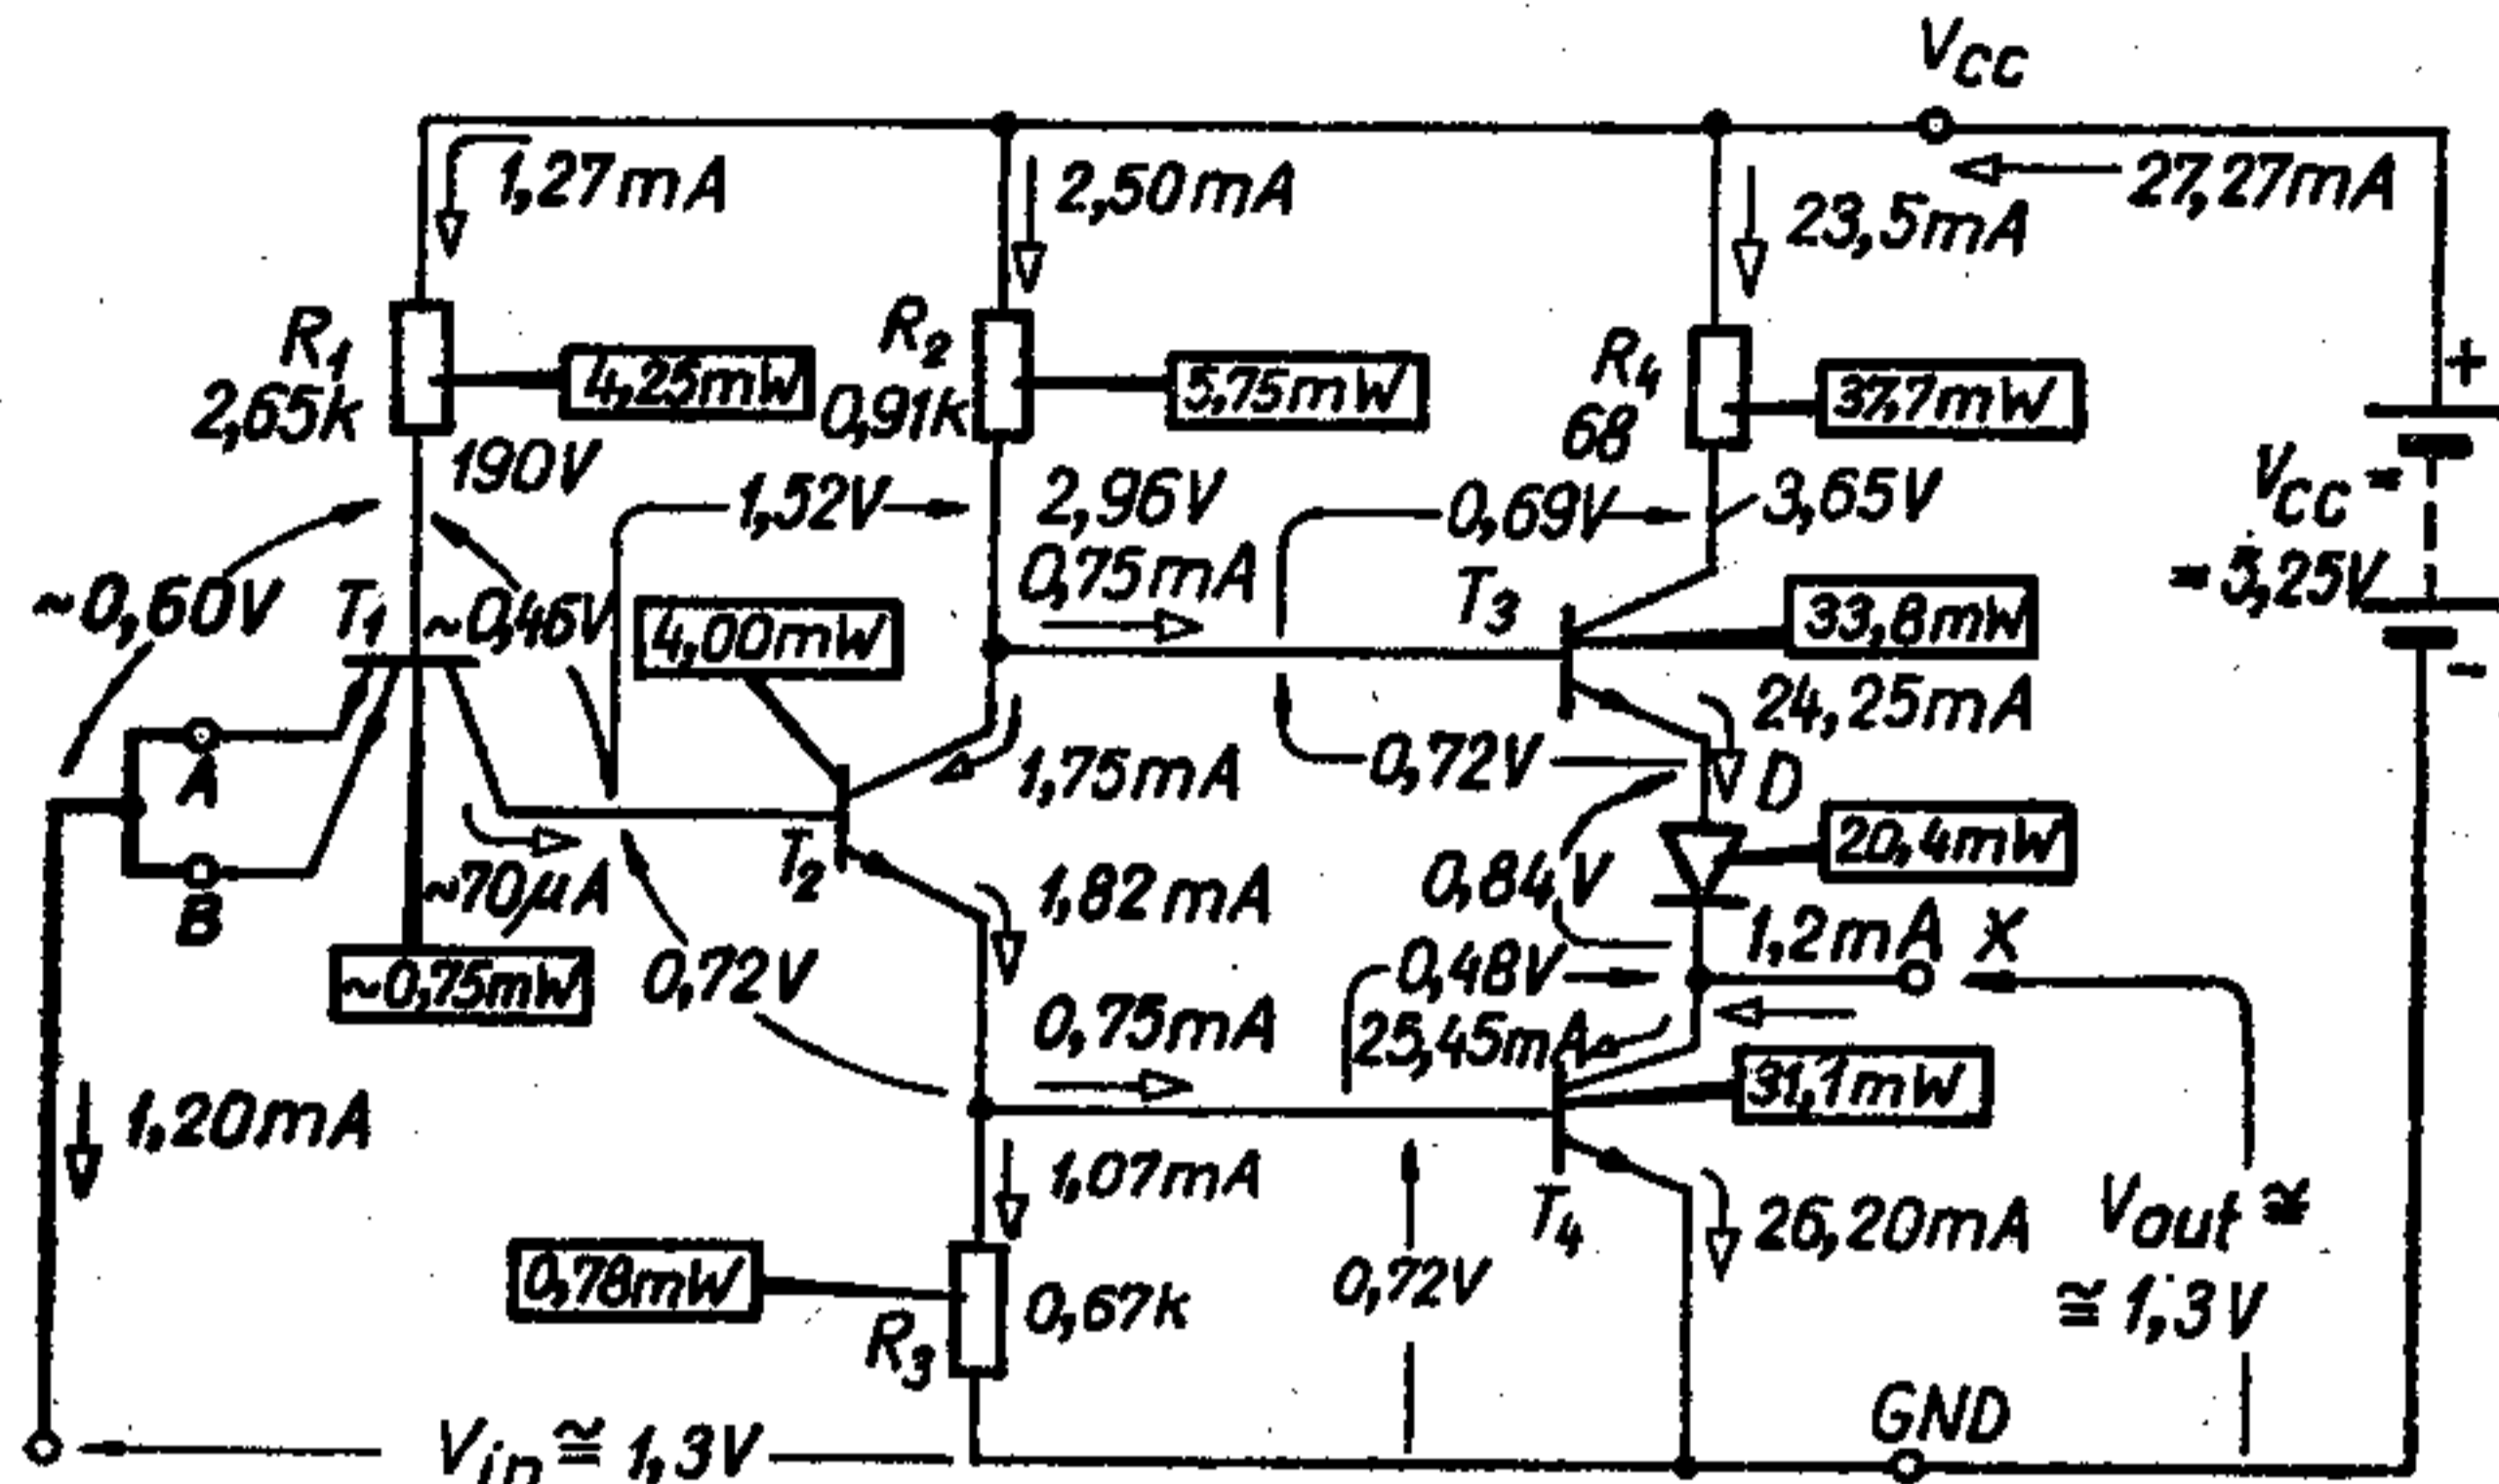 V_CC
1,27mA
2,50mA
23,5mA
27,27mA
R1
2,65k
4,25mW
R2
0,91k
5,75mW
R4
68
37,7mW
+
190V
1,52V
2,96V
0,69V
3,65V
V_CC =
= 5,25V
-
~0,60V
T1
~0,46V
4,00mW
0,75mA
T3
33,8mW
24,25mA
A
1,75mA
0,72V
D
B
~70µA
T2
1,82mA
0,84V
20,4mW
~0,75mW
0,72V
0,48V
1,2mA X
0,75mA
25,45mA
31,1mW
1,20mA
1,07mA
T4
26,20mA
Vout ≅
≅ 1,3V
0,78mW
R3
0,67k
0,72V
GND
Vin ≅ 1,3V